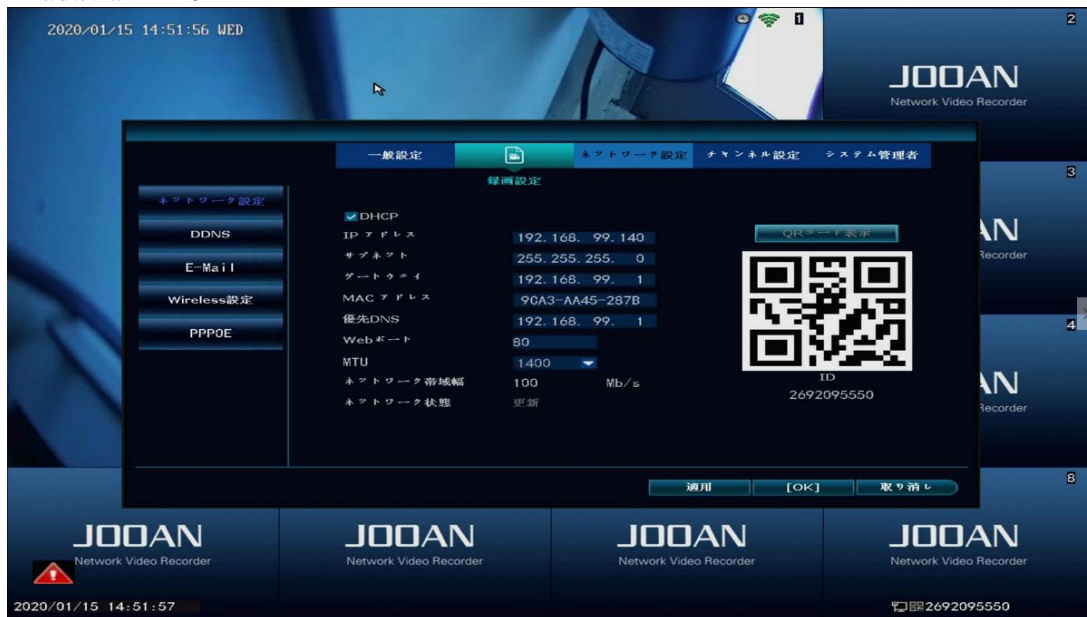 2020/01/15 14:51:56 WED
1
2
JOOAN
Network Video Recorder
一般設定
ネットワーク設定
チャンネル設定
システム管理者
録画設定
3
ネットワーク設定
DDNS
E-Mail
Wireless設定
PPPOE
DHCP
IP アドレス 192.168. 99.140
サブネット 255.255.255. 0
ゲートウェイ 192.168. 99. 1
MAC アドレス 9CA3-AA45-287B
優先DNS 192.168. 99. 1
Webポート 80
MTU 1400
ネットワーク帯域幅 100 Mb/s
ネットワーク状態 更新
QRコード表示
ID
2692095550
AN
Recorder
4
AN
Recorder
適用 [OK] 取り消し
8
JOOAN
Network Video Recorder
JOOAN
Network Video Recorder
JOOAN
Network Video Recorder
JOOAN
Network Video Recorder
2020/01/15 14:51:57
2692095550